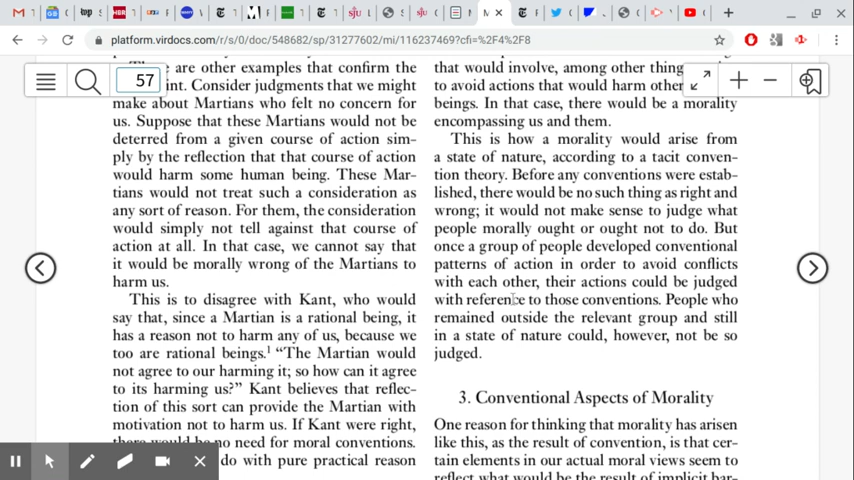 platform.virdocs.com/r/s/0/doc/548682/sp/31277602/mi/116237469?cfi=%2F4%2F8
57
are other examples that confirm the
int. Consider judgments that we might
make about Martians who felt no concern for
us. Suppose that these Martians would not be
deterred from a given course of action sim-
ply by the reflection that that course of action
would harm some human being. These Mar-
tians would not treat such a consideration as
any sort of reason. For them, the consideration
would simply not tell against that course of
action at all. In that case, we cannot say that
it would be morally wrong of the Martians to
harm us.
This is to disagree with Kant, who would
say that, since a Martian is a rational being, it
has a reason not to harm any of us, because we
too are rational beings.¹ “The Martian would
not agree to our harming it; so how can it agree
to its harming us?” Kant believes that reflec-
tion of this sort can provide the Martian with
motivation not to harm us. If Kant were right,
there would be no need for moral conventions.
do with pure practical reason
that would involve, among other thing
to avoid actions that would harm other
beings. In that case, there would be a morality
encompassing us and them.
This is how a morality would arise from
a state of nature, according to a tacit conven-
tion theory. Before any conventions were estab-
lished, there would be no such thing as right and
wrong; it would not make sense to judge what
people morally ought or ought not to do. But
once a group of people developed conventional
patterns of action in order to avoid conflicts
with each other, their actions could be judged
with reference to those conventions. People who
remained outside the relevant group and still
in a state of nature could, however, not be so
judged.
3. Conventional Aspects of Morality
One reason for thinking that morality has arisen
like this, as the result of convention, is that cer-
tain elements in our actual moral views seem to
reflect what would be the result of implicit bar-